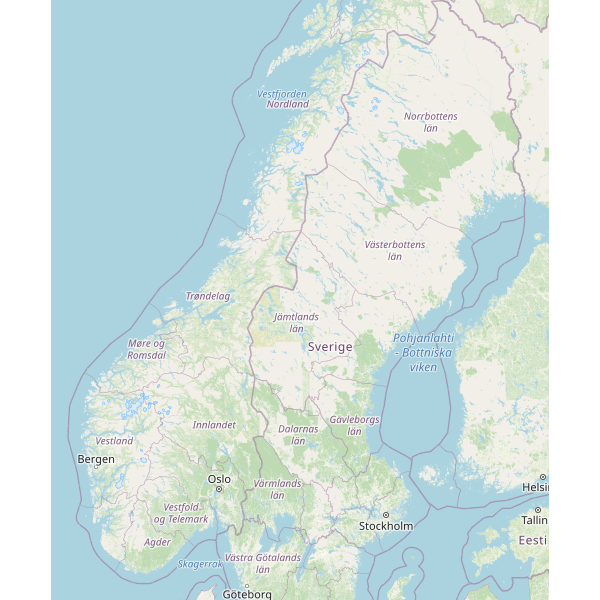 Vestfjorden
Nordland
Norrbottens
län
Västerbottens
län
Trøndelag
Jämtlands
län
Sverige
Pohjanlahti
- Bottniska
viken
Møre og
Romsdal
Innlandet
Dalarnas
län
Gävleborgs
län
Vestland
Bergen
Oslo
Värmlands
län
Helsin
Vestfold
og Telemark
Stockholm
Tallin
Agder
Eesti
Skagerrak
Västra Götalands
län
Göteborg